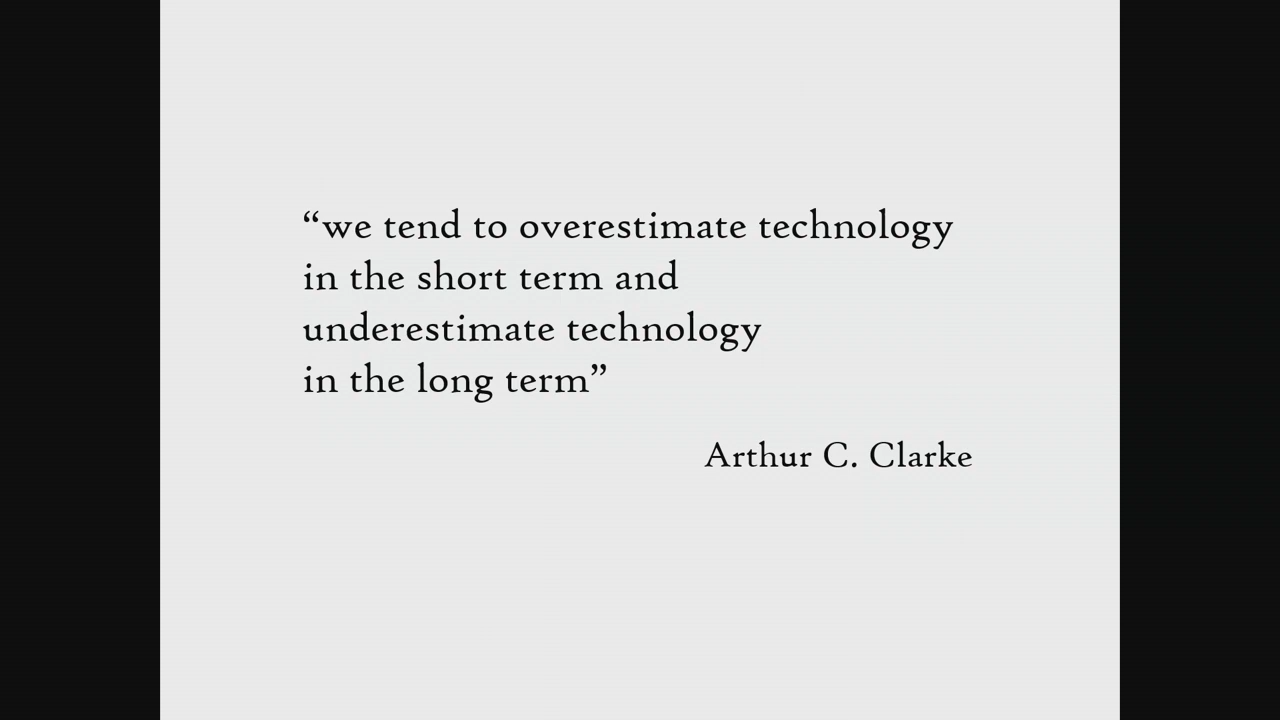 “we tend to overestimate technology
in the short term and
underestimate technology
in the long term”
Arthur C. Clarke